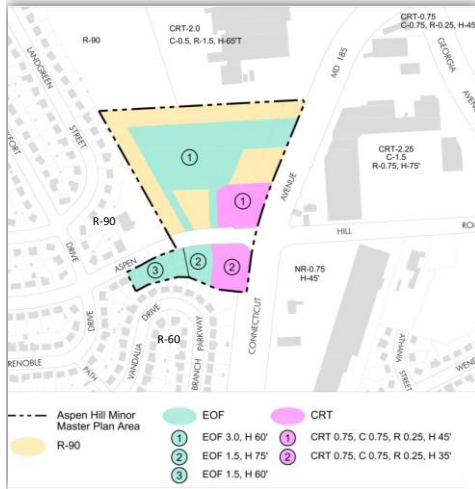 CRT-0.75
C-0.75, R-0.25, H-45
R-90
CRT-2.0
C-0.5, R-1.5, H-65'T
LANDGREEN
STREET
MD 185
GEORGIA
AVENUE
CRT-2.25
C-1.5
R-0.75, H-75'
1
1
R-90
AVENUE
HILL
ROA
DRIVE
ASPEN
2
3
2
NR-0.75
H-45'
DRIVE
DRIVE
R-60
VANDALIA
PARKWAY
CONNECTICUT
RENOBLE
PATH
BRANCH
ATHANIA
STREET
WEND
Aspen Hill Minor
Master Plan Area
R-90
EOF
1 EOF 3.0, H 60'
2 EOF 1.5, H 75'
3 EOF 1.5, H 60'
CRT
1 CRT 0.75, C 0.75, R 0.25, H 45'
2 CRT 0.75, C 0.75, R 0.25, H 35'